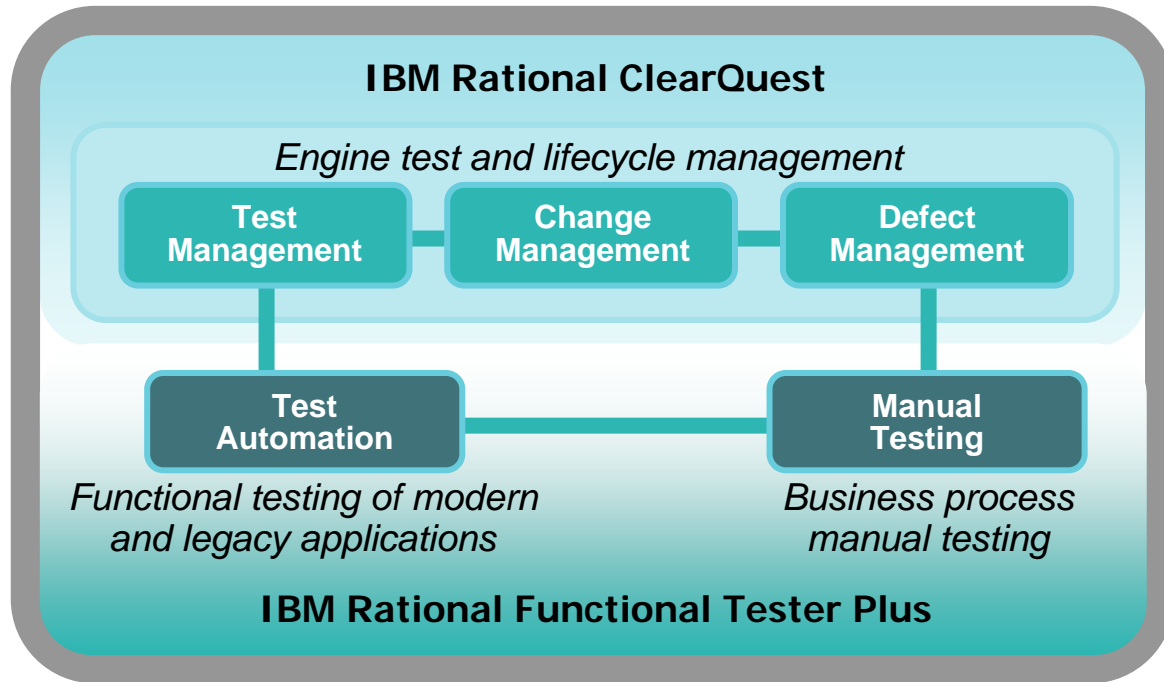 IBM Rational ClearQuest
Engine test and lifecycle management
Test
Management
Change
Management
Defect
Management
Test
Automation
Manual
Testing
Functional testing of modern
and legacy applications
Business process
manual testing
IBM Rational Functional Tester Plus